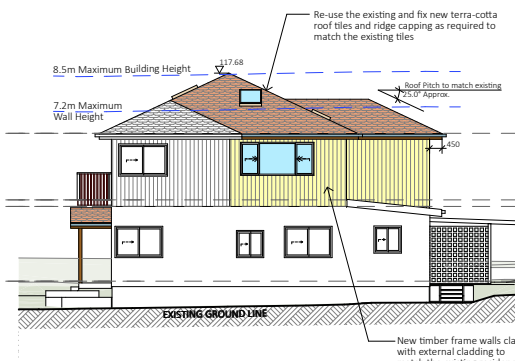 Re-use the existing and fix new terra-cotta
roof tiles and ridge capping as required to
match the existing tiles
117.68
8.5m Maximum Building Height
Roof Pitch to match existing
25.0° Approx.
7.2m Maximum
Wall Height
450
EXISTING GROUND LINE
New timber frame walls cla
with external cladding to